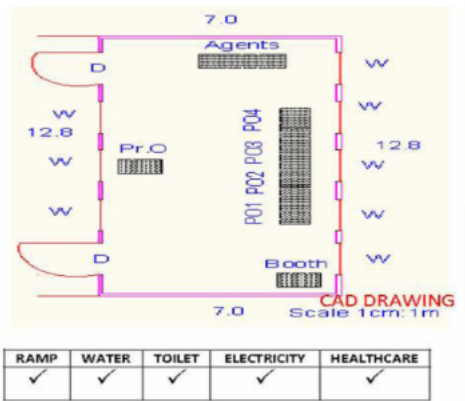 7.0
Agents
D
W
W
W
12.8
W
W
W
W
W
12.8
Pr.O
PO1 PO2 PO3 PO4
D
Booth
7.0
CAD DRAWING
Scale 1cm:1m
RAMP WATER TOILET ELECTRICITY HEALTHCARE
✓ ✓ ✓ ✓ ✓